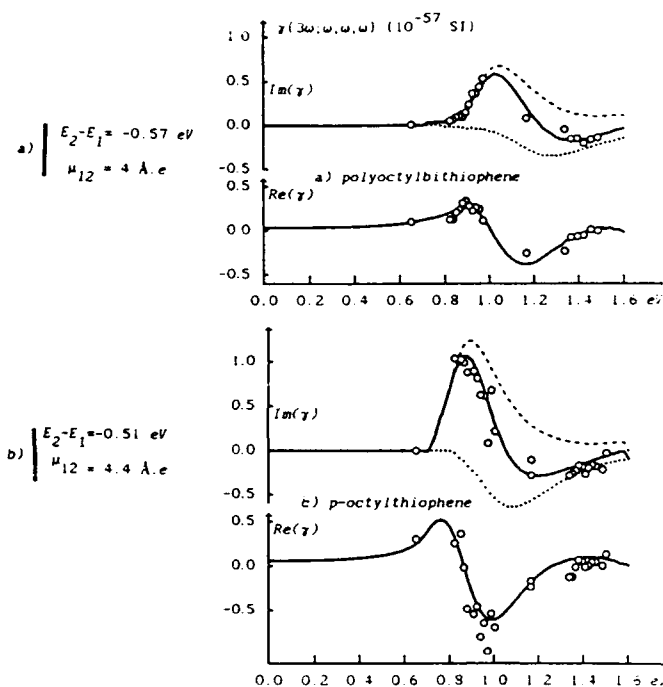 γ(3ω;ω,ω,ω) (10⁻⁵⁷ SI)
1.0
0.5
Im(γ)
0.0
-0.5
a) E₂-E₁= -0.57 eV
μ₁₂ = 4 Å.e
a) polyoctylbithiophene
0.5
Re(γ)
0.0
-0.5
0.0 0.2 0.4 0.6 0.8 1.0 1.2 1.4 1.6 eV
1.0
0.5
Im(γ)
0.0
-0.5
b) E₂-E₁=-0.51 eV
μ₁₂ = 4.4 Å.e
p-octylthiophene
0.5
Re(γ)
0.0
-0.5
0.0 0.2 0.4 0.6 0.8 1.0 1.2 1.4 1.6 eV